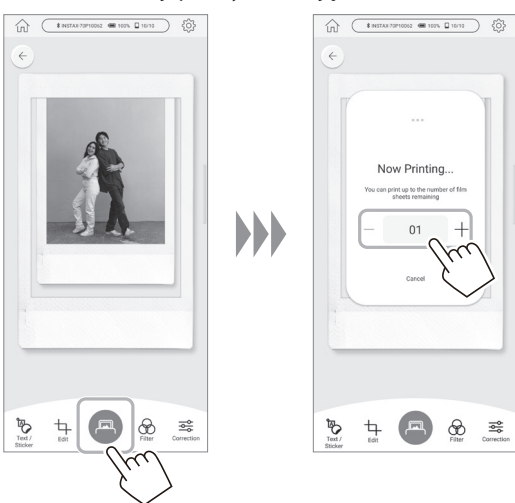 INSTAX-70P10062 100% 10/10
Text /
Sticker
Edit
Filter
Correction
INSTAX-70P10062 100% 10/10
Now Printing...
You can print up to the number of film
sheets remaining
01
Cancel
Text /
Sticker
Edit
Filter
Correction